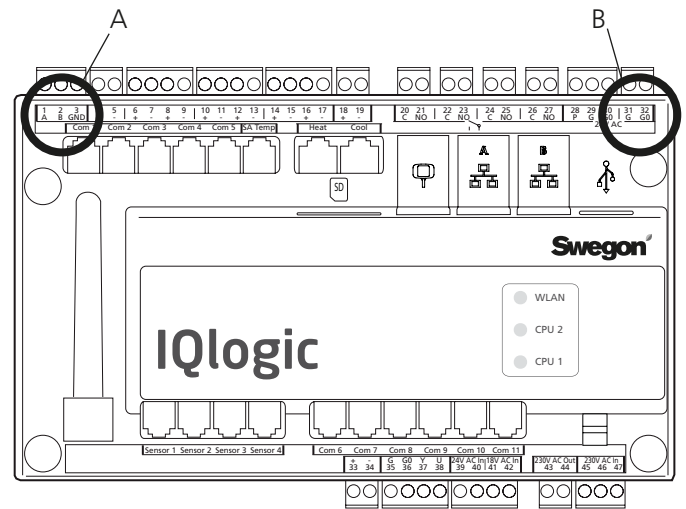 A
B
1 2 3 5 6 7 8 9 10 11 12 13 14 15 16 17 18 19 20 21 22 23 24 25 26 27 28 29 31 32
A B GND - + - + - + - + - + - + - + - C NO C NO C NO C NO P G G0 G G0
Com Com 2 Com 3 Com 4 Com 5 SA Temp Heat Cool AC
SD
A
B
Swegon
WLAN
IQlogic
CPU 2
CPU 1
Sensor 1 Sensor 2 Sensor 3 Sensor 4 Com 6 Com 7 Com 8 Com 9 Com 10 Com 11
+ - G G0 Y U 24V AC In 18V AC In 230V AC Out 230V AC In
33 34 35 36 37 38 39 40 41 42 43 44 45 46 47